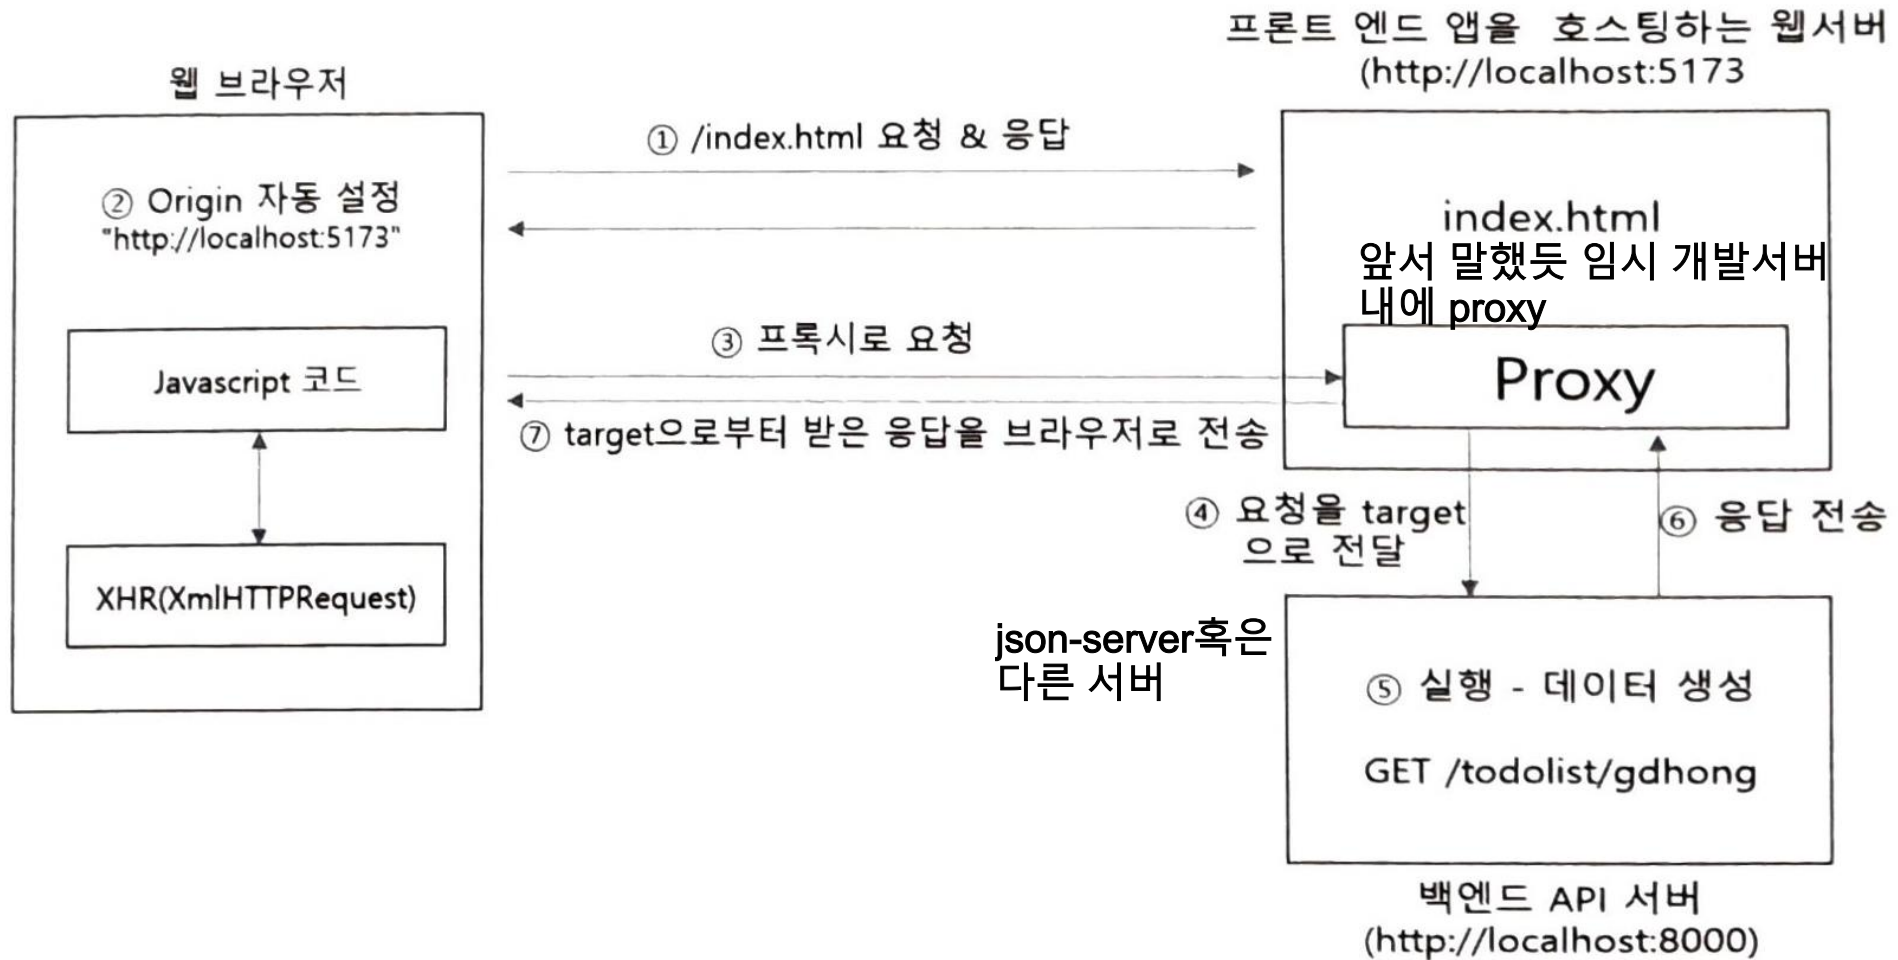 프론트 엔드 앱을 호스팅하는 웹서버
(http://localhost:5173
웹 브라우저
① /index.html 요청 & 응답
② Origin 자동 설정
"http://localhost:5173"
index.html
앞서 말했듯 임시 개발서버
내에 proxy
③ 프록시로 요청
Javascript 코드
Proxy
⑦ target으로부터 받은 응답을 브라우저로 전송
④ 요청을 target
으로 전달
⑥ 응답 전송
XHR(XmlHTTPRequest)
json-server혹은
다른 서버
⑤ 실행 - 데이터 생성
GET /todolist/gdhong
백엔드 API 서버
(http://localhost:8000)